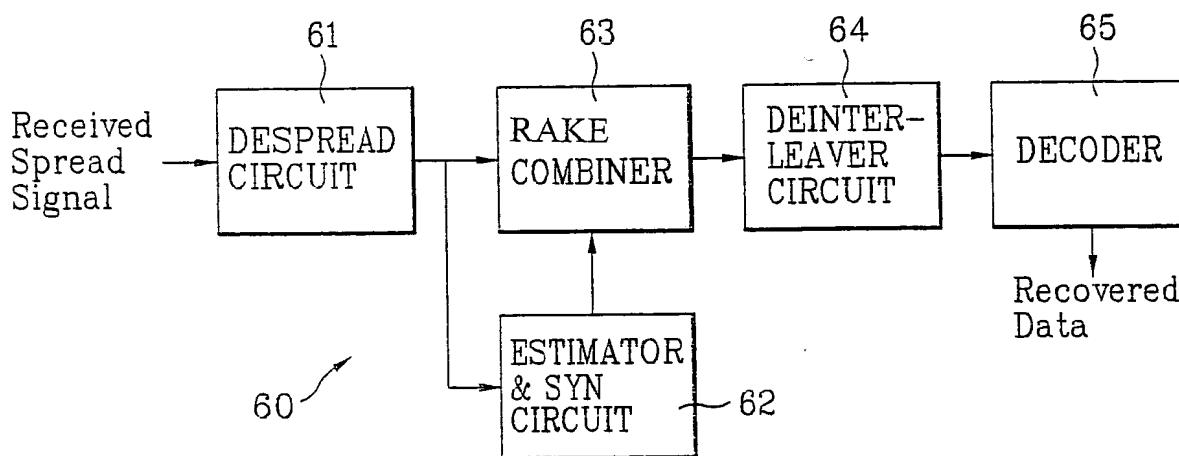 61
63
64
65
Received
Spread
Signal
DESPREAD
CIRCUIT
RAKE
COMBINER
DEINTER-
LEAVER
CIRCUIT
DECODER
Recovered
Data
ESTIMATOR
& SYN
CIRCUIT
60
62